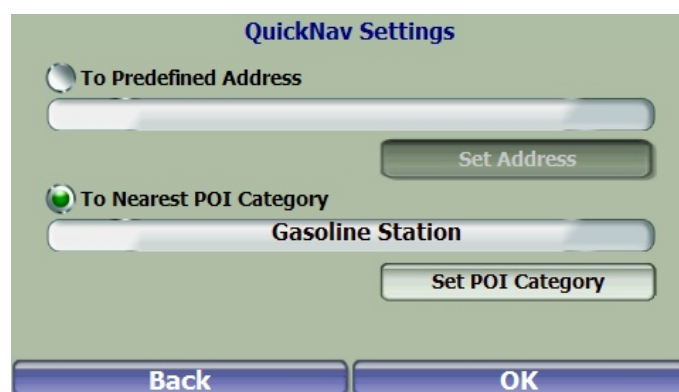 QuickNav Settings
To Predefined Address
Set Address
To Nearest POI Category
Gasoline Station
Set POI Category
Back OK